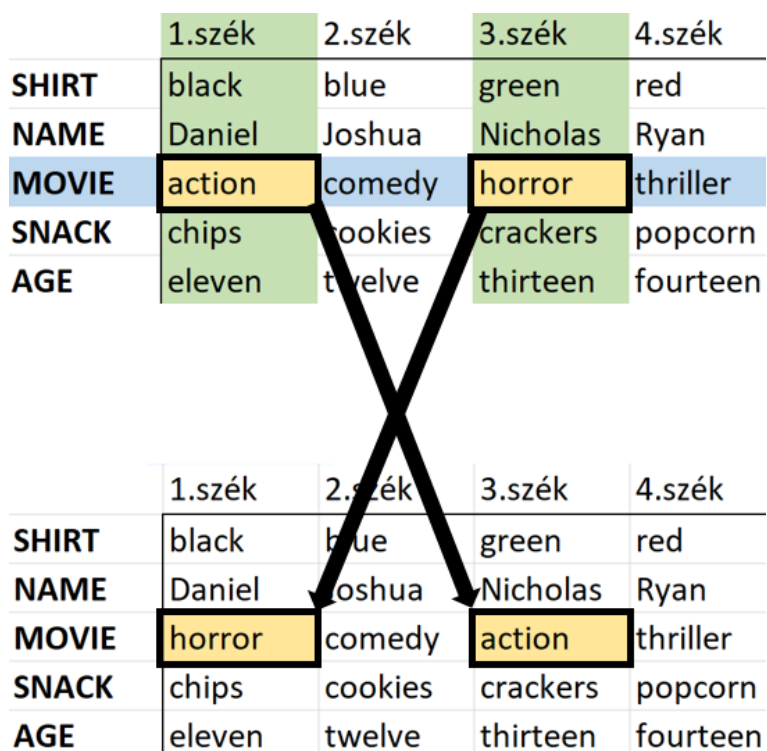 1.szék 2.szék 3.szék 4.szék
SHIRT black blue green red
NAME Daniel Joshua Nicholas Ryan
MOVIE action comedy horror thriller
SNACK chips cookies crackers popcorn
AGE eleven twelve thirteen fourteen
1.szék 2.szék 3.szék 4.szék
SHIRT black blue green red
NAME Daniel Joshua Nicholas Ryan
MOVIE horror comedy action thriller
SNACK chips cookies crackers popcorn
AGE eleven twelve thirteen fourteen